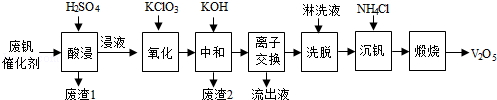 H₂SO₄ KClO₃ KOH 淋洗液 NH₄Cl
废钒催化剂 酸浸 浸液 氧化 中和 离子交换 洗脱 沉钒 煅烧 V₂O₅
废渣1 废渣2 流出液